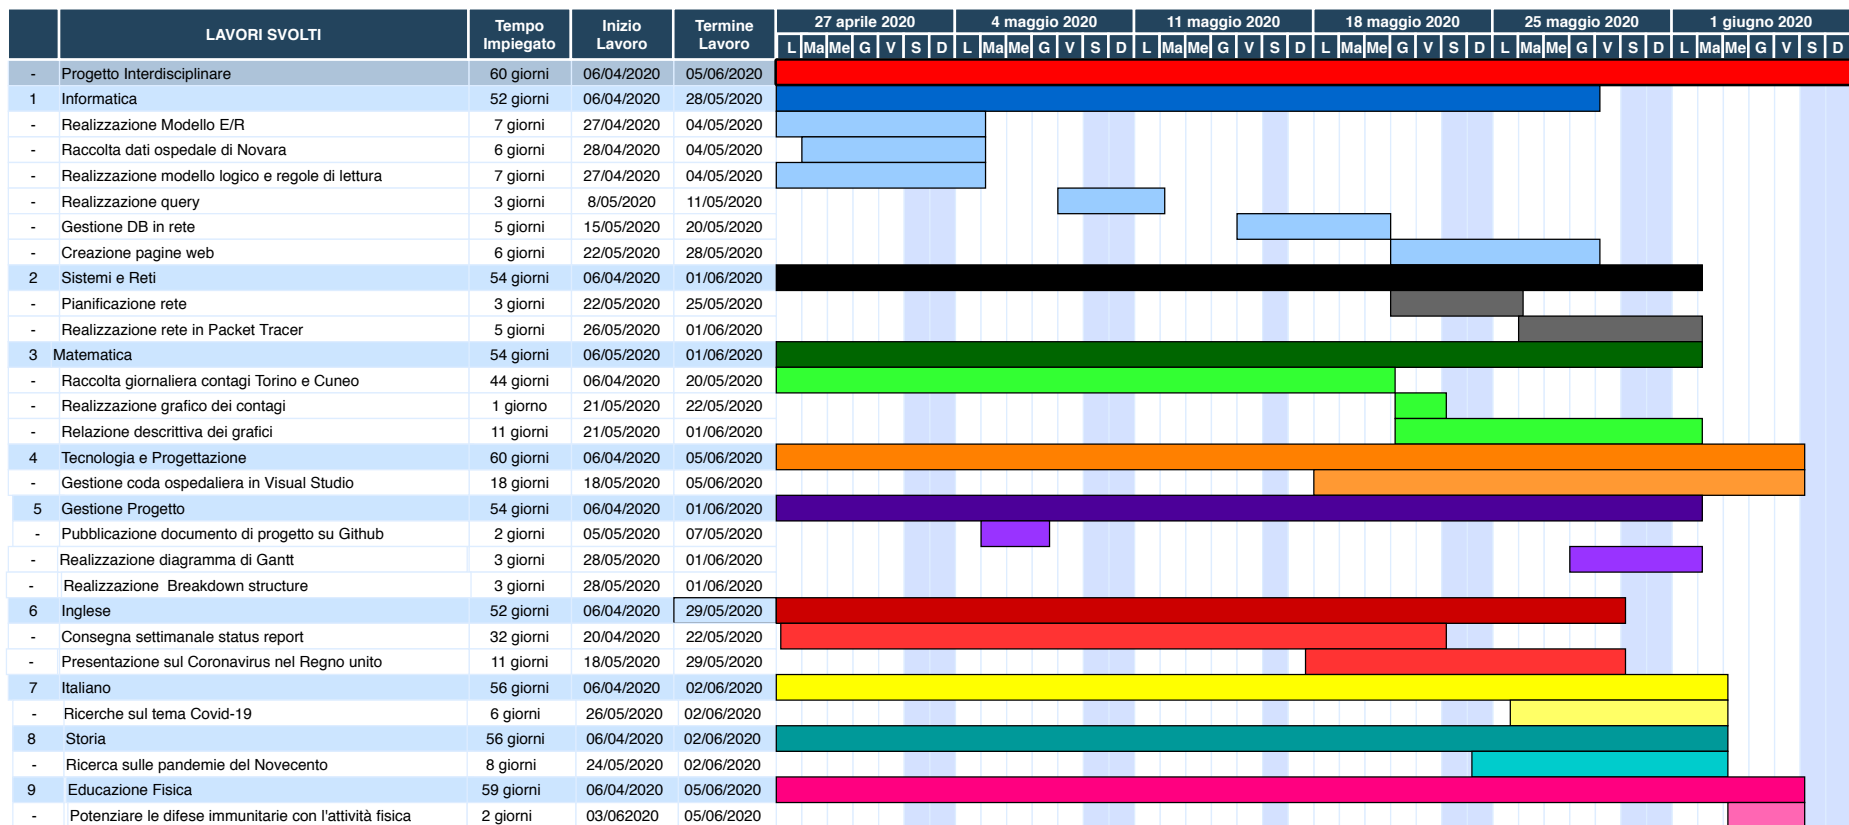 LAVORI SVOLTI Tempo Impiegato Inizio Lavoro Termine Lavoro 27 aprile 2020 4 maggio 2020 11 maggio 2020 18 maggio 2020 25 maggio 2020 1 giugno 2020
L Ma Me G V S D L Ma Me G V S D L Ma Me G V S D L Ma Me G V S D L Ma Me G V S D L Ma Me G V S D
- Progetto Interdisciplinare 60 giorni 06/04/2020 05/06/2020
1 Informatica 52 giorni 06/04/2020 28/05/2020
- Realizzazione Modello E/R 7 giorni 27/04/2020 04/05/2020
- Raccolta dati ospedale di Novara 6 giorni 28/04/2020 04/05/2020
- Realizzazione modello logico e regole di lettura 7 giorni 27/04/2020 04/05/2020
- Realizzazione query 3 giorni 8/05/2020 11/05/2020
- Gestione DB in rete 5 giorni 15/05/2020 20/05/2020
- Creazione pagine web 6 giorni 22/05/2020 28/05/2020
2 Sistemi e Reti 54 giorni 06/04/2020 01/06/2020
- Pianificazione rete 3 giorni 22/05/2020 25/05/2020
- Realizzazione rete in Packet Tracer 5 giorni 26/05/2020 01/06/2020
3 Matematica 54 giorni 06/05/2020 01/06/2020
- Raccolta giornaliera contagi Torino e Cuneo 44 giorni 06/04/2020 20/05/2020
- Realizzazione grafico dei contagi 1 giorno 21/05/2020 22/05/2020
- Relazione descrittiva dei grafici 11 giorni 21/05/2020 01/06/2020
4 Tecnologia e Progettazione 60 giorni 06/04/2020 05/06/2020
- Gestione coda ospedaliera in Visual Studio 18 giorni 18/05/2020 05/06/2020
5 Gestione Progetto 54 giorni 06/04/2020 01/06/2020
- Pubblicazione documento di progetto su Github 2 giorni 05/05/2020 07/05/2020
- Realizzazione diagramma di Gantt 3 giorni 28/05/2020 01/06/2020
- Realizzazione Breakdown structure 3 giorni 28/05/2020 01/06/2020
6 Inglese 52 giorni 06/04/2020 29/05/2020
- Consegna settimanale status report 32 giorni 20/04/2020 22/05/2020
- Presentazione sul Coronavirus nel Regno unito 11 giorni 18/05/2020 29/05/2020
7 Italiano 56 giorni 06/04/2020 02/06/2020
- Ricerche sul tema Covid-19 6 giorni 26/05/2020 02/06/2020
8 Storia 56 giorni 06/04/2020 02/06/2020
- Ricerca sulle pandemie del Novecento 8 giorni 24/05/2020 02/06/2020
9 Educazione Fisica 59 giorni 06/04/2020 05/06/2020
- Potenziare le difese immunitarie con l'attività fisica 2 giorni 03/062020 05/06/2020